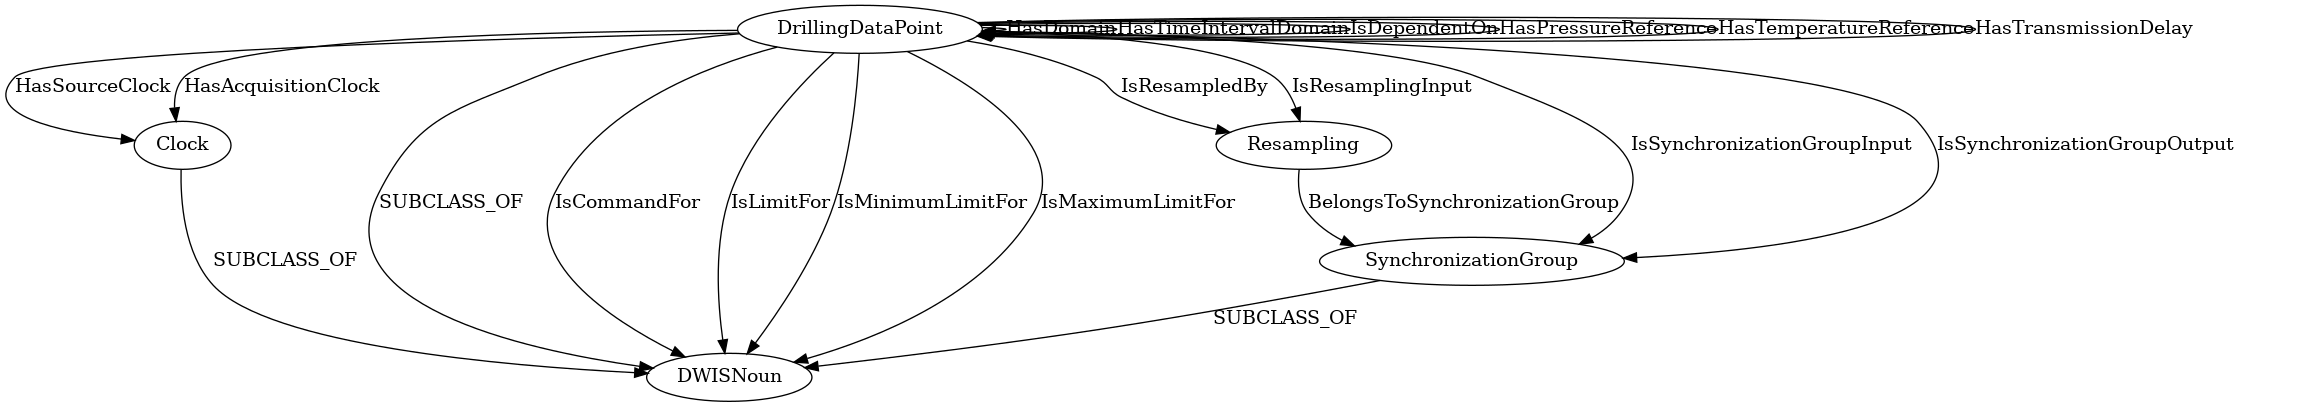 DrillingDataPoint
HasDomain
HasTimeIntervalDomain
IsDependentOn
HasPressureReference
HasTemperatureReference
HasTransmissionDelay
HasSourceClock
HasAcquisitionClock
IsResampledBy
IsResamplingInput
Clock
Resampling
IsSynchronizationGroupInput
IsSynchronizationGroupOutput
SUBCLASS_OF
IsCommandFor
IsLimitFor
IsMinimumLimitFor
IsMaximumLimitFor
BelongsToSynchronizationGroup
SUBCLASS_OF
SynchronizationGroup
SUBCLASS_OF
DWISNoun